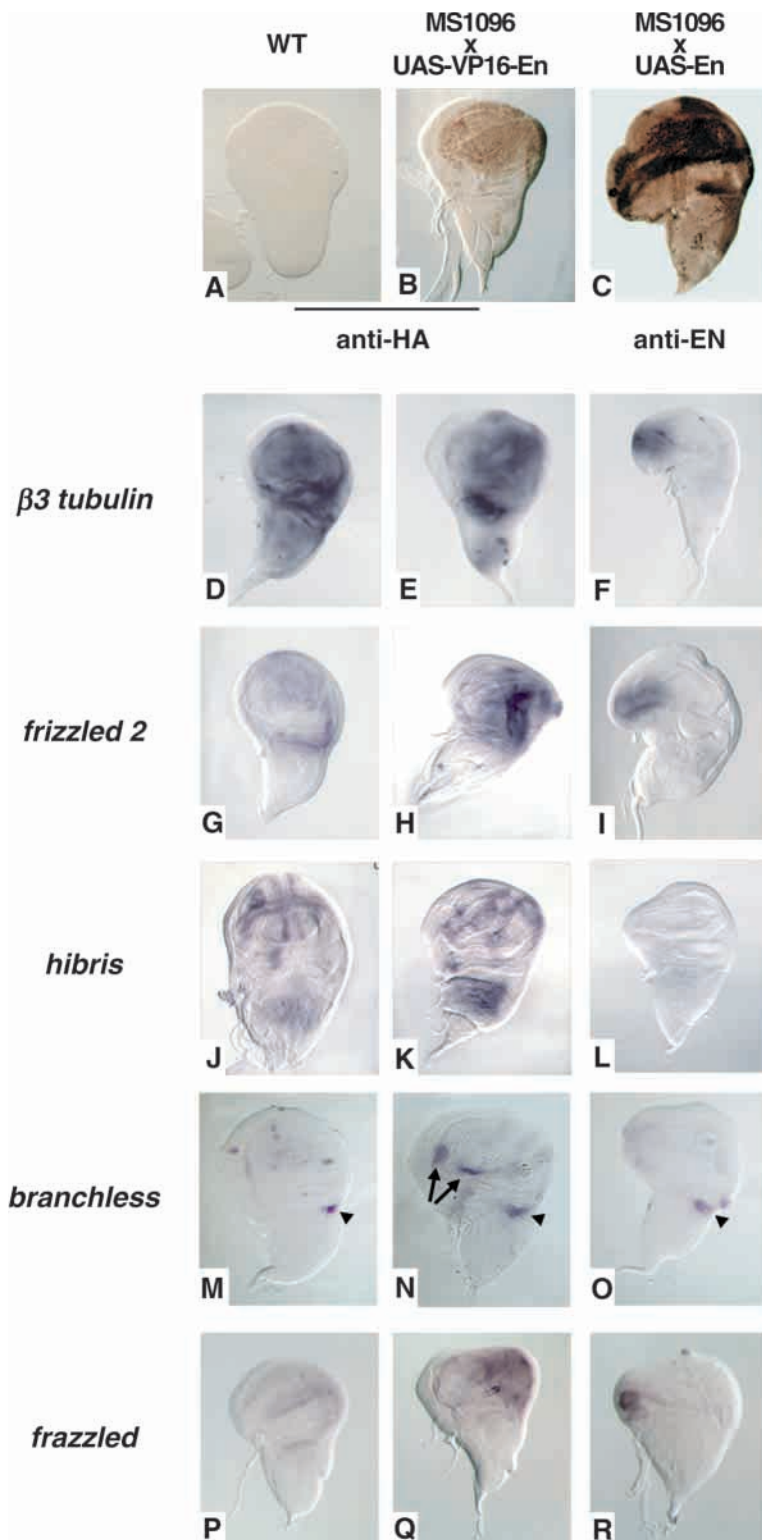 WT
MS1096
x
UAS-VP16-En
MS1096
x
UAS-En
A
B
C
anti-HA
anti-EN
β3 tubulin
D
E
F
frizzled 2
G
H
I
hibris
J
K
L
branchless
M
N
O
frazzled
P
Q
R